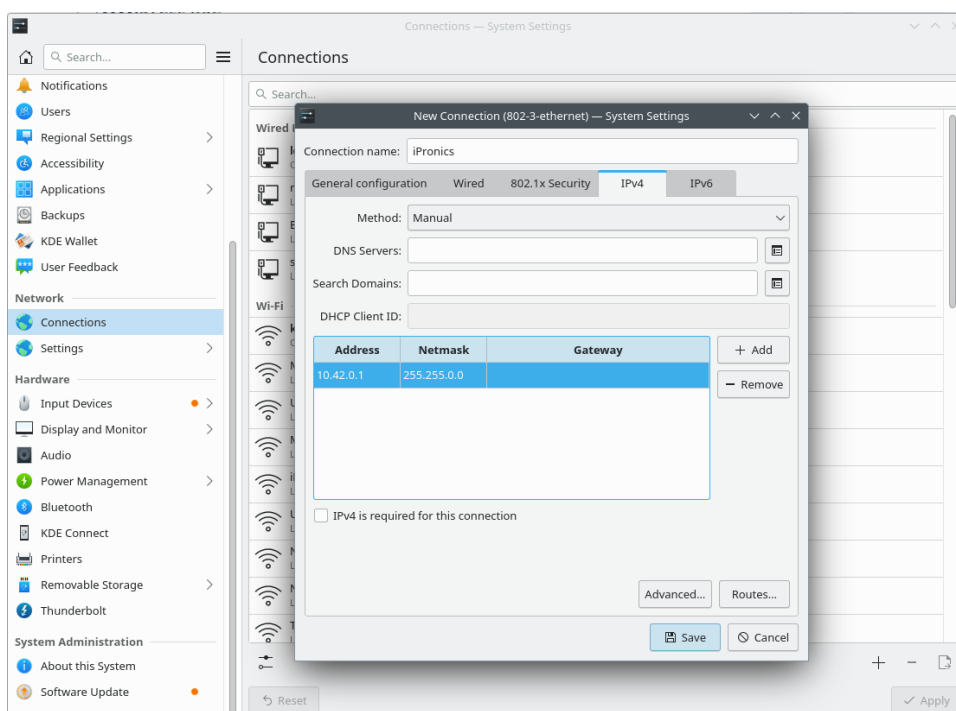 Connections — System Settings
Search...
Connections
Notifications
Users
Regional Settings
Accessibility
Applications
Backups
KDE Wallet
User Feedback
Network
Connections
Settings
Hardware
Input Devices
Display and Monitor
Audio
Power Management
Bluetooth
KDE Connect
Printers
Removable Storage
Thunderbolt
System Administration
About this System
Software Update
Search...
Wired
Wi-Fi
New Connection (802-3-ethernet) — System Settings
Connection name: iPronics
General configuration Wired 802.1x Security IPv4 IPv6
Method: Manual
DNS Servers:
Search Domains:
DHCP Client ID:
Address Netmask Gateway
+ Add
10.42.0.1 255.255.0.0
− Remove
IPv4 is required for this connection
Advanced... Routes...
Save Cancel
Reset Apply